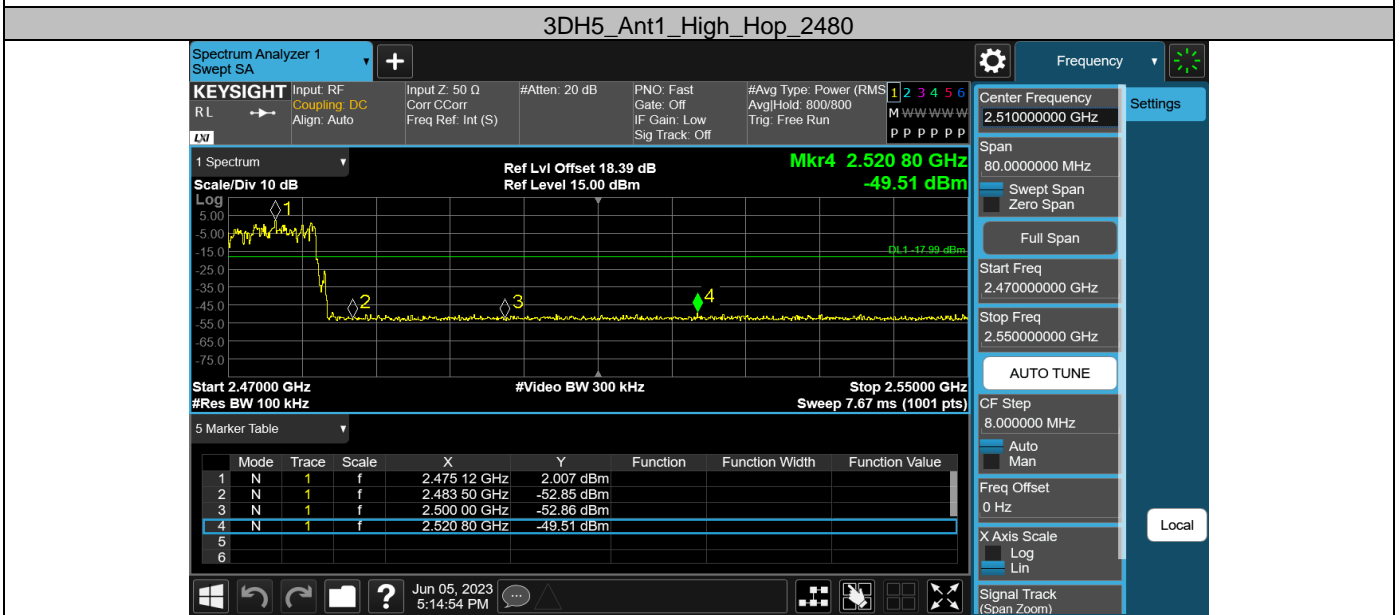 3DH5_Ant1_High_Hop_2480
Spectrum Analyzer 1
Swept SA
+
Frequency
KEYSIGHT
RL
LXI
Input: RF
Coupling: DC
Align: Auto
Input Z: 50 Ω
Corr CCorr
Freq Ref: Int (S)
#Atten: 20 dB
PNO: Fast
Gate: Off
IF Gain: Low
Sig Track: Off
#Avg Type: Power (RMS
Avg|Hold: 800/800
Trig: Free Run
1 2 3 4 5 6
M W W W W W
P P P P P P
1 Spectrum
Scale/Div 10 dB
Ref Lvl Offset 18.39 dB
Ref Level 15.00 dBm
Mkr4 2.520 80 GHz
-49.51 dBm
Log
5.00
-5.00
-15.0
-25.0
-35.0
-45.0
-55.0
-65.0
-75.0
1
2
3
4
DL1 -17.99 dBm
Start 2.47000 GHz
#Res BW 100 kHz
#Video BW 300 kHz
Stop 2.55000 GHz
Sweep 7.67 ms (1001 pts)
5 Marker Table
Mode Trace Scale X Y Function Function Width Function Value
1 N 1 f 2.475 12 GHz 2.007 dBm
2 N 1 f 2.483 50 GHz -52.85 dBm
3 N 1 f 2.500 00 GHz -52.86 dBm
4 N 1 f 2.520 80 GHz -49.51 dBm
5
6
?
Jun 05, 2023
5:14:54 PM
Center Frequency
2.510000000 GHz
Span
80.0000000 MHz
Swept Span
Zero Span
Full Span
Start Freq
2.470000000 GHz
Stop Freq
2.550000000 GHz
AUTO TUNE
CF Step
8.000000 MHz
Auto
Man
Freq Offset
0 Hz
X Axis Scale
Log
Lin
Signal Track
(Span Zoom)
Settings
Local